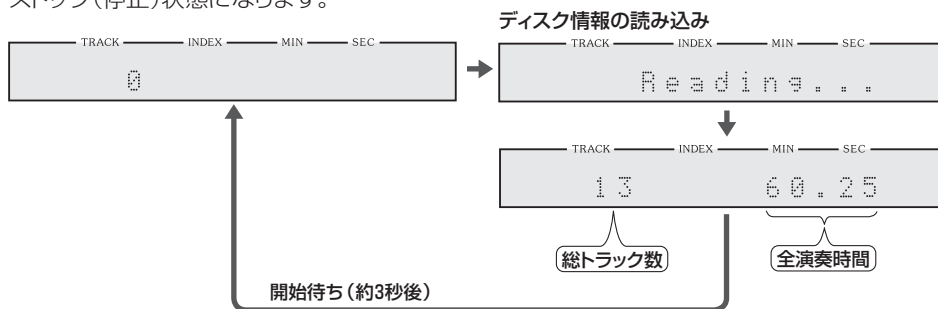 ストップ(停止)状態になります。
ディスク情報の読み込み
TRACK INDEX MIN SEC
0
TRACK INDEX MIN SEC
Reading...
TRACK INDEX MIN SEC
13 60.25
総トラック数 全演奏時間
開始待ち(約3秒後)